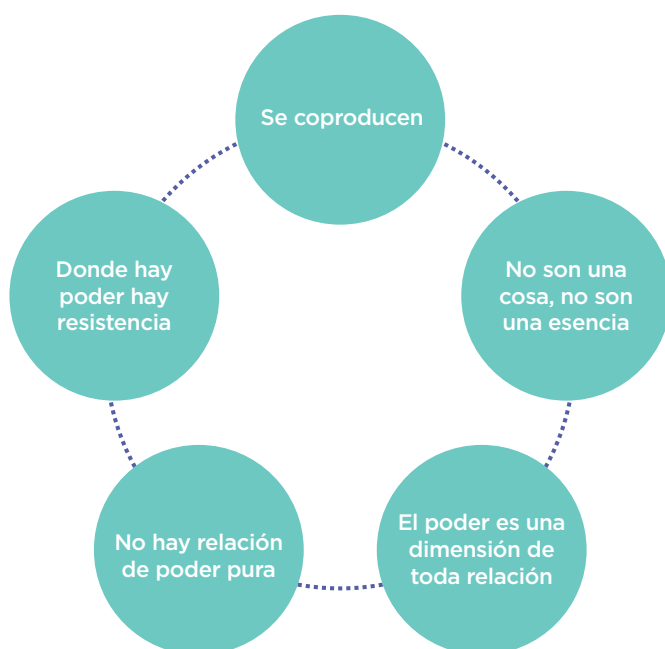 Se coproducen
No son una
cosa, no son
una esencia
El poder es una
dimensión de
toda relación
No hay relación
de poder pura
Donde hay
poder hay
resistencia